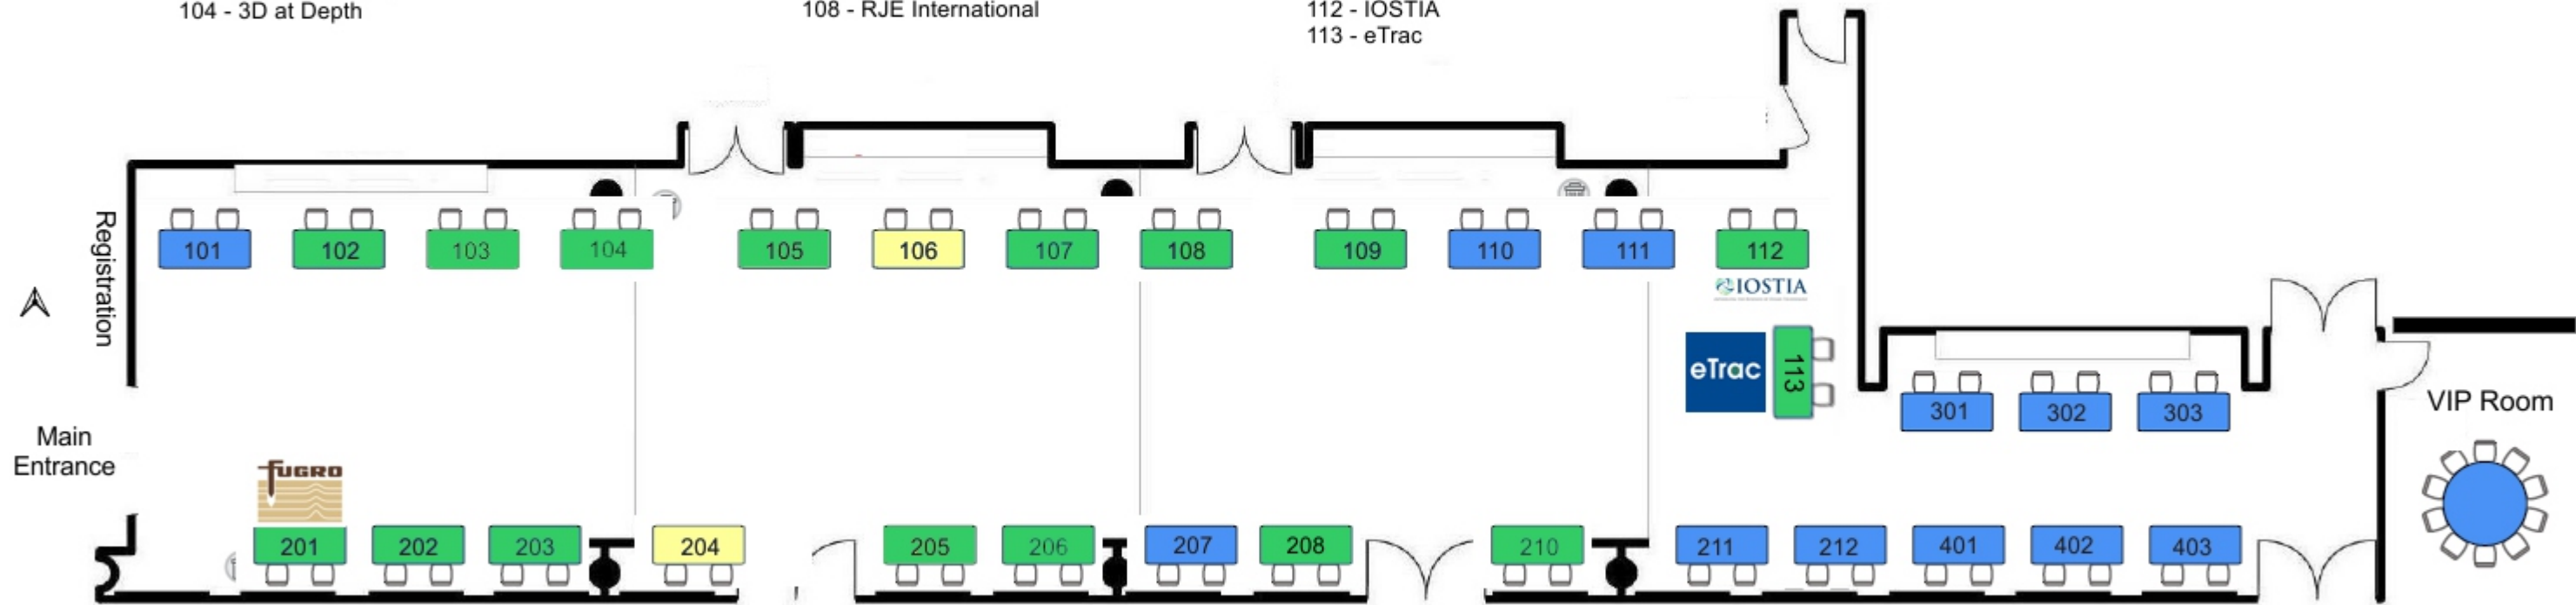 104 - 3D at Depth
108 - RJE International
112 - IOSTIA
113 - eTrac
Registration
101
102
103
104
105
106
107
108
109
110
111
112
IOSTIA
eTrac
113
301
302
303
VIP Room
Main
Entrance
FUGRO
201
202
203
204
205
206
207
208
210
211
212
401
402
403